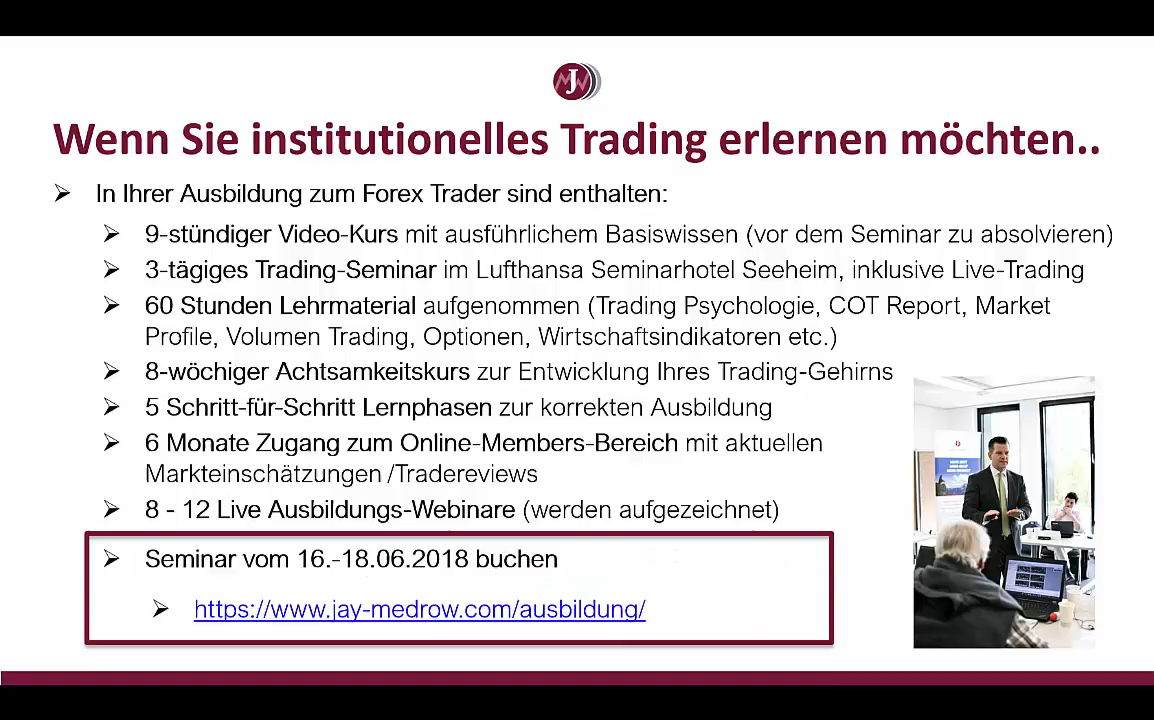 J
Wenn Sie institutionelles Trading erlernen möchten..
In Ihrer Ausbildung zum Forex Trader sind enthalten:
9-stündiger Video-Kurs mit ausführlichem Basiswissen (vor dem Seminar zu absolvieren)
3-tägiges Trading-Seminar im Lufthansa Seminarhotel Seeheim, inklusive Live-Trading
60 Stunden Lehrmaterial aufgenommen (Trading Psychologie, COT Report, Market
Profile, Volumen Trading, Optionen, Wirtschaftsindikatoren etc.)
8-wöchiger Achtsamkeitskurs zur Entwicklung Ihres Trading-Gehirns
5 Schritt-für-Schritt Lernphasen zur korrekten Ausbildung
6 Monate Zugang zum Online-Members-Bereich mit aktuellen
Markteinschätzungen /Tradereviews
8 - 12 Live Ausbildungs-Webinare (werden aufgezeichnet)
Seminar vom 16.-18.06.2018 buchen
https://www.jay-medrow.com/ausbildung/